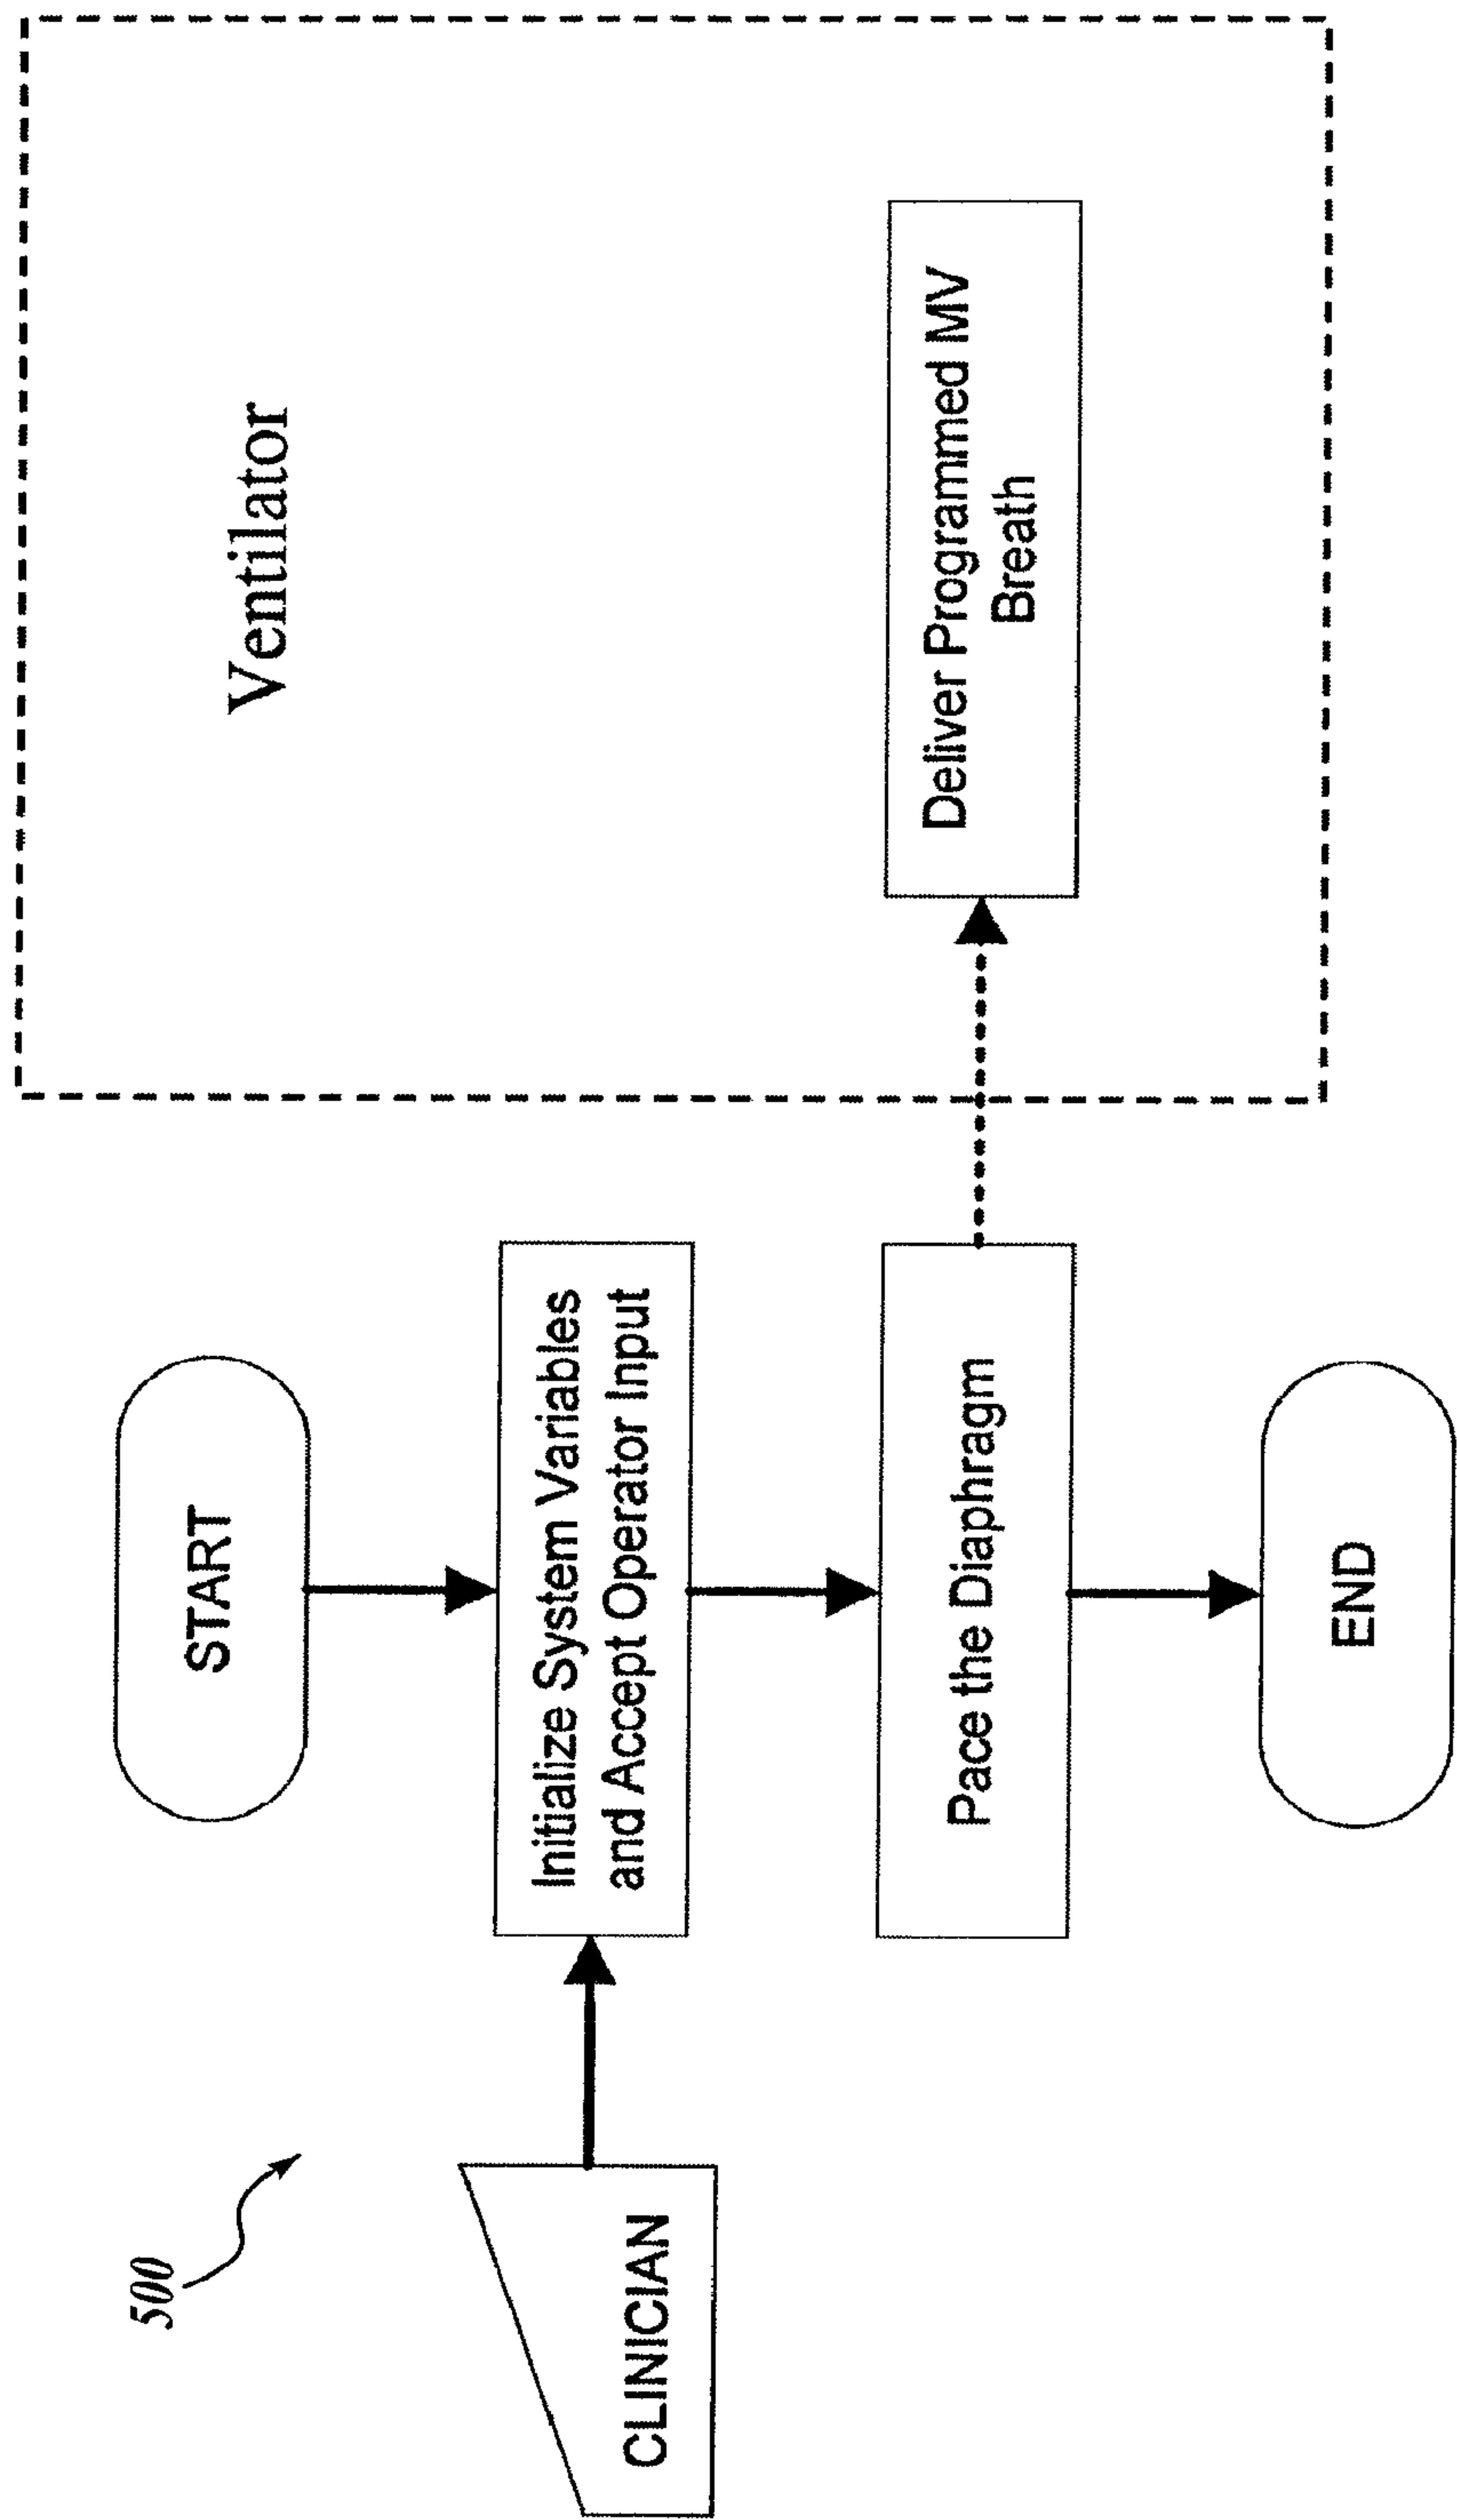 500
START
Ventilator
CLINICIAN
Initialize System Variables
and Accept Operator Input
Pace the Diaphragm
Deliver Programmed MV
Breath
END